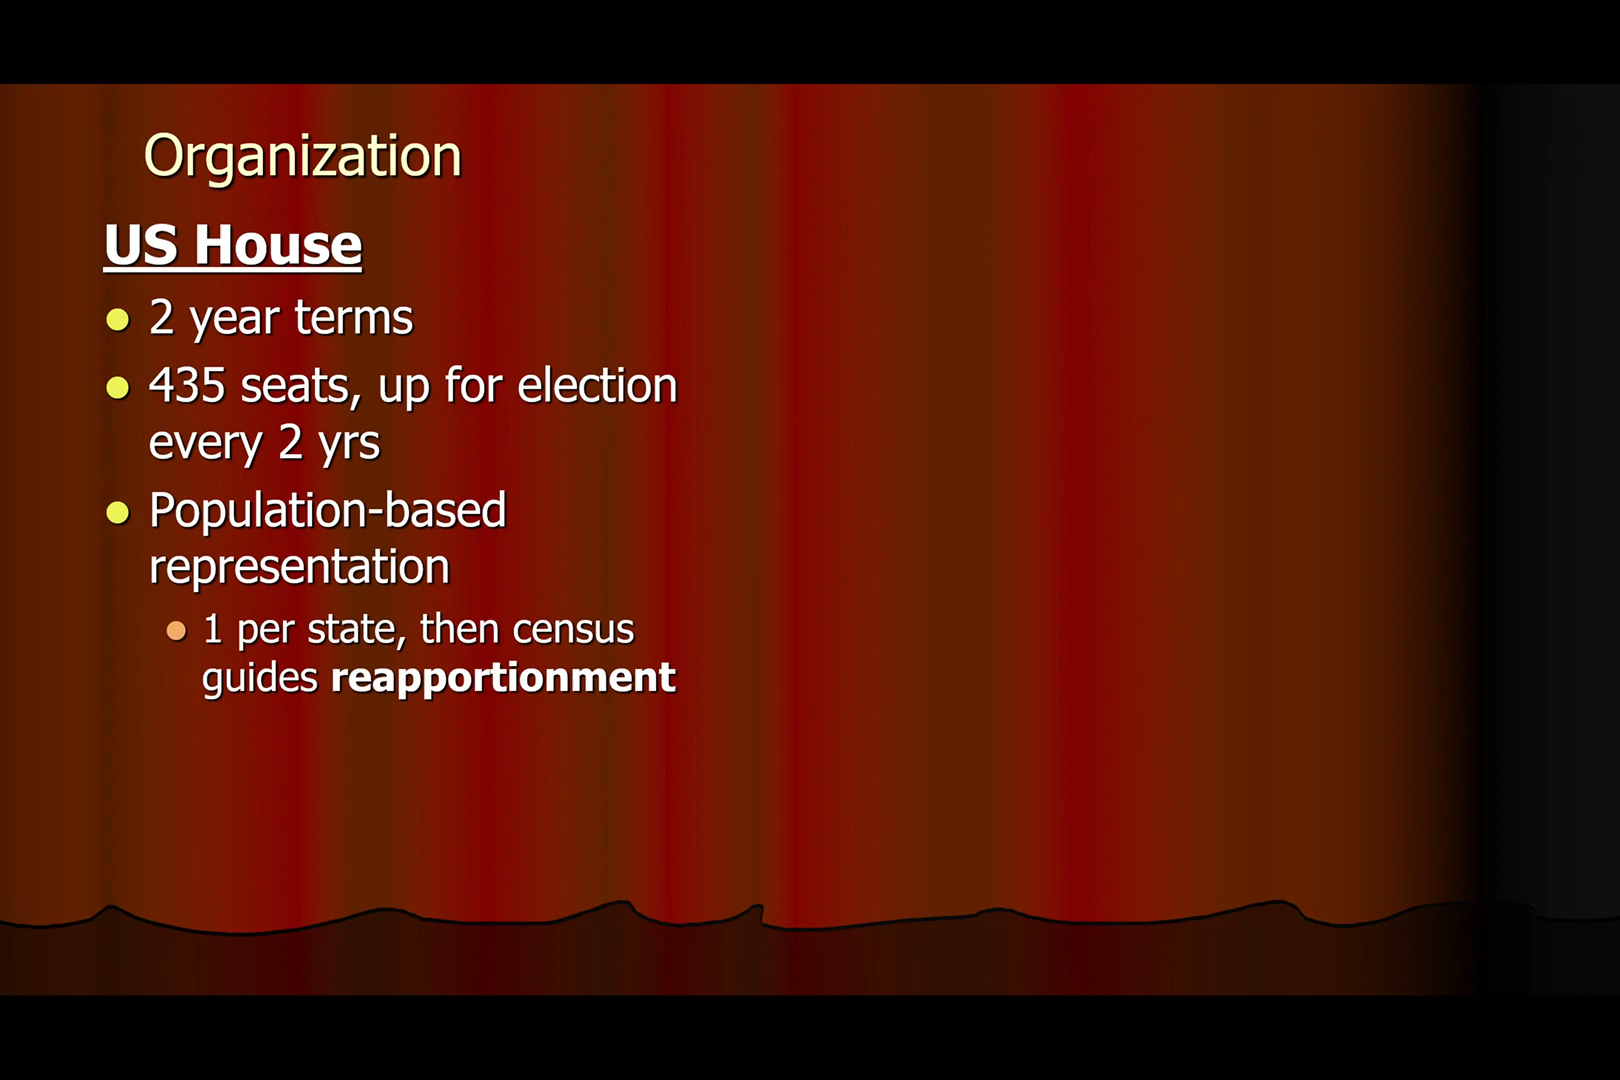 Organization
US House
2 year terms
435 seats, up for election
every 2 yrs
Population-based
representation
1 per state, then census
guides reapportionment